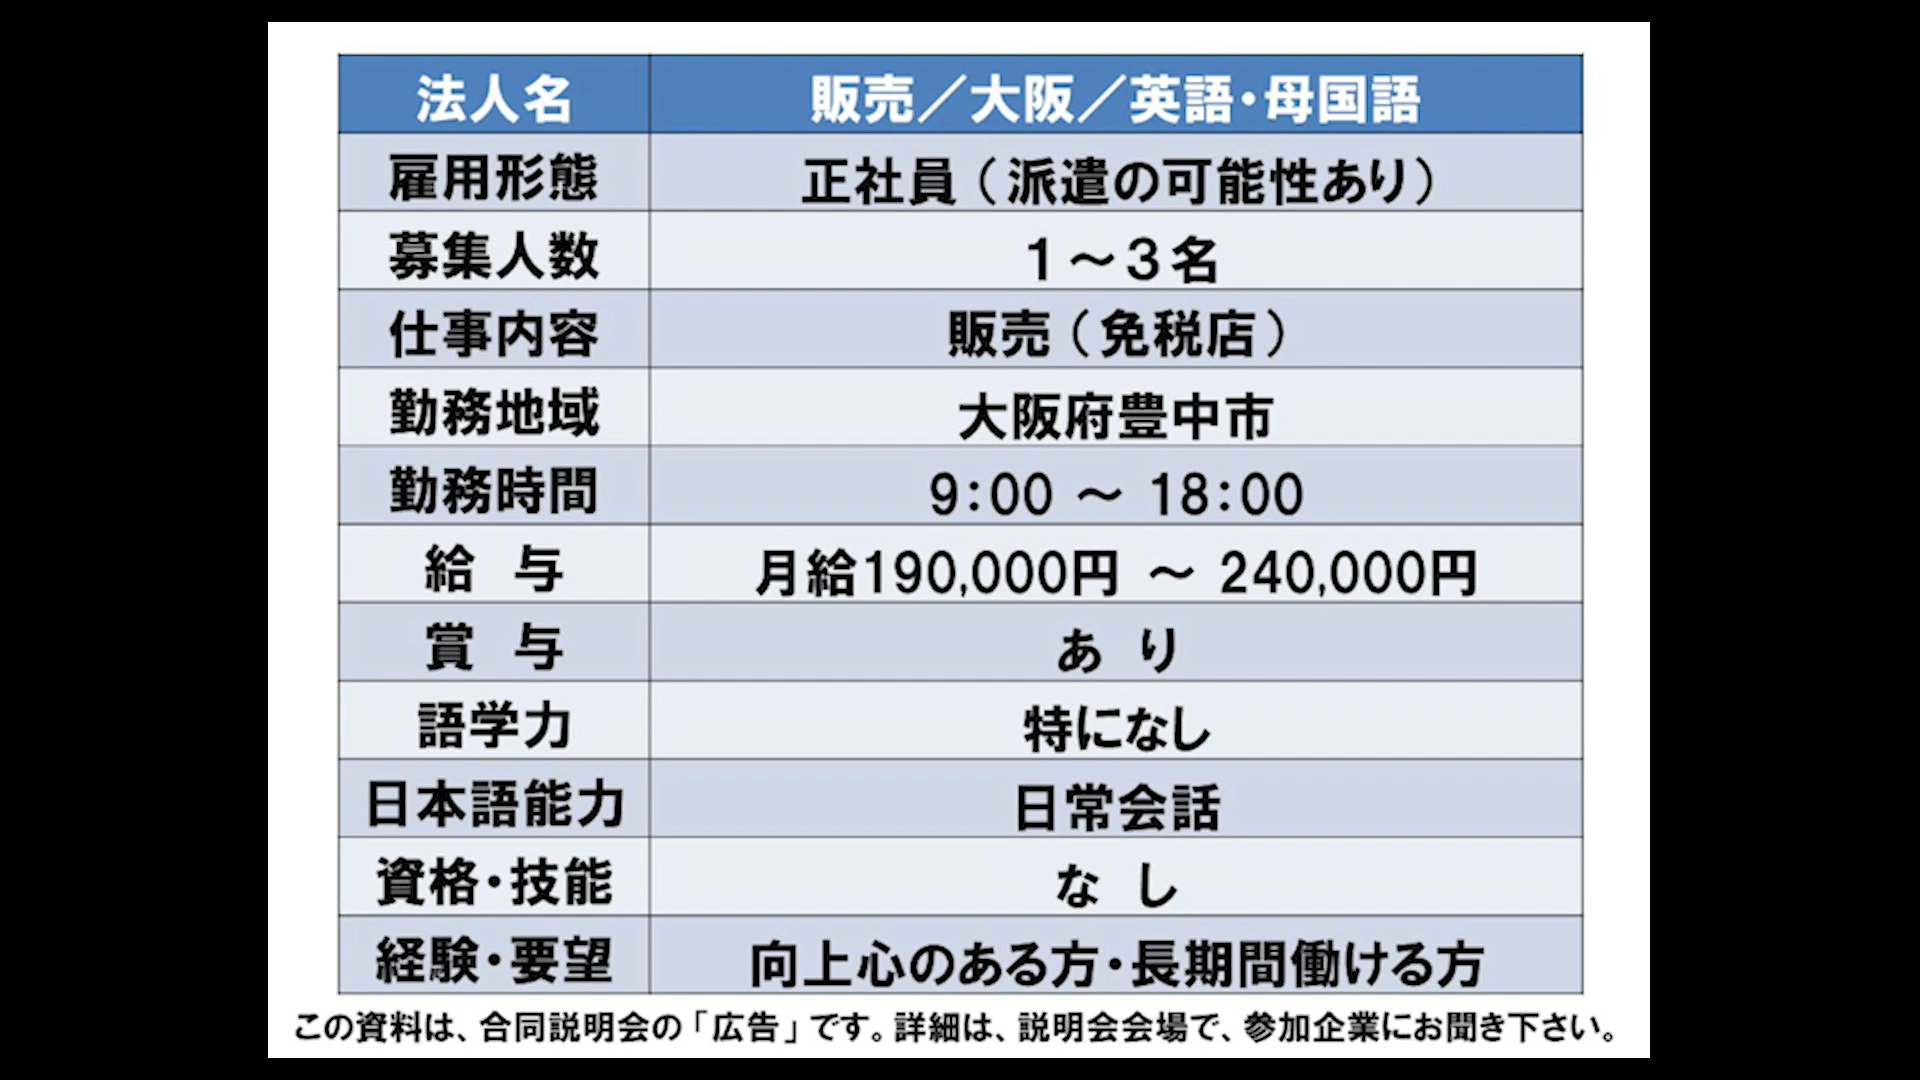 法人名 販売／大阪／英語・母国語
雇用形態 正社員（派遣の可能性あり）
募集人数 １～３名
仕事内容 販売（免税店）
勤務地域 大阪府豊中市
勤務時間 9：00 ～ 18：00
給　与 月給190,000円 ～ 240,000円
賞　与 あ　り
語学力 特になし
日本語能力 日常会話
資格・技能 な　し
経験・要望 向上心のある方・長期間働ける方
この資料は、合同説明会の「広告」です。詳細は、説明会会場で、参加企業にお聞き下さい。